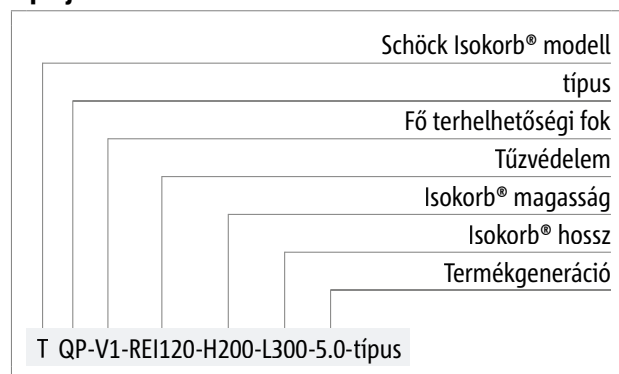 Schöck Isokorb® modell
típus
Fő terhelhetőségi fok
Tűzvédelem
Isokorb® magasság
Isokorb® hossz
Termékgeneráció
T QP-V1-REI120-H200-L300-5.0-típus